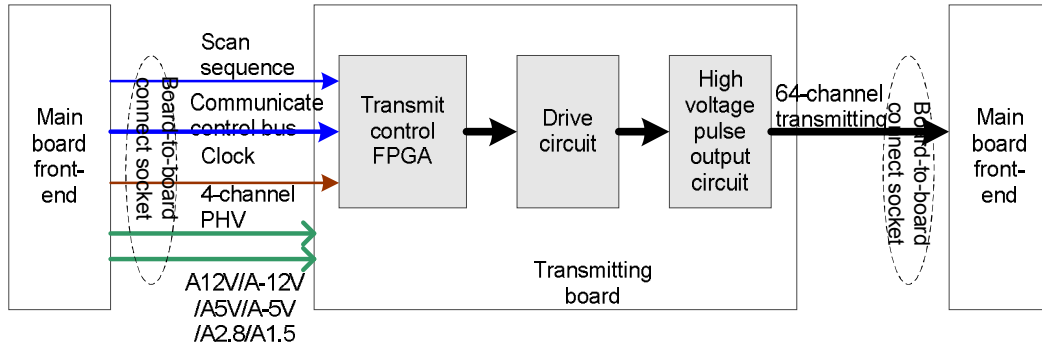 Main
board
front-
end
Board-to-board
connect socket
Scan
sequence
Communicate
control bus
Clock
4-channel
PHV
A12V/A-12V
/A5V/A-5V
/A2.8/A1.5
Transmit
control
FPGA
Drive
circuit
High
voltage
pulse
output
circuit
Transmitting
board
64-channel
transmitting
Board-to-board
connect socket
Main
board
front-
end